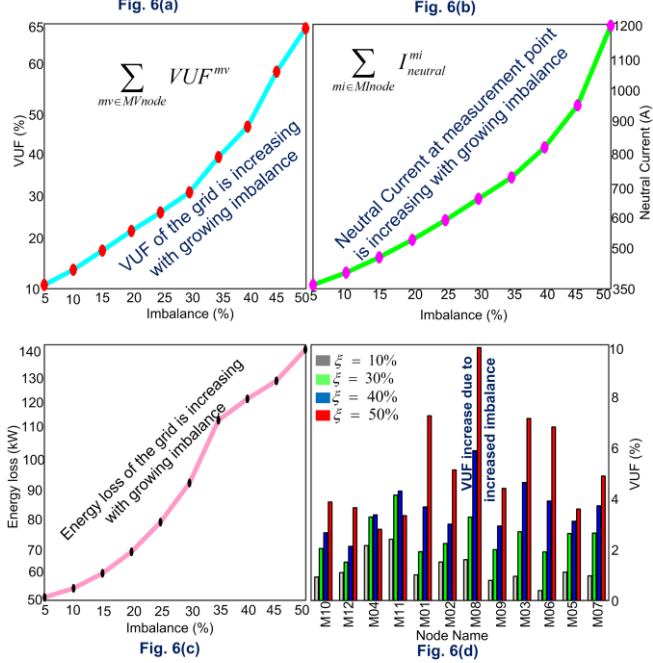 Fig. 6(a)
Fig. 6(b)
65
60
50
40
30
20
10
VUF (%)
∑ VUF^mv
mv∈MVnode
VUF of the grid is increasing
with growing imbalance
5 10 15 20 25 30 35 40 45 50
Imbalance (%)
∑ I^mi_neutral
mi∈MInode
Neutral Current at measurement point
is increasing with growing imbalance
1200
1100
1000
900
800
700
600
500
350
Neutral Current (A)
5 10 15 20 25 30 35 40 45 50
Imbalance (%)
140
130
120
110
90
80
70
60
50
Energy loss (kW)
Energy loss of the grid is increasing
with growing imbalance
5 10 15 20 25 30 35 40 45 50
Imbalance (%)
Fig. 6(c)
ξ = 10%
ξ = 30%
ξ = 40%
ξ = 50%
VUF increase due to
increased imbalance
10
8
6
4
2
0
VUF (%)
M10 M12 M04 M11 M01 M02 M08 M09 M03 M06 M05 M07
Node Name
Fig. 6(d)